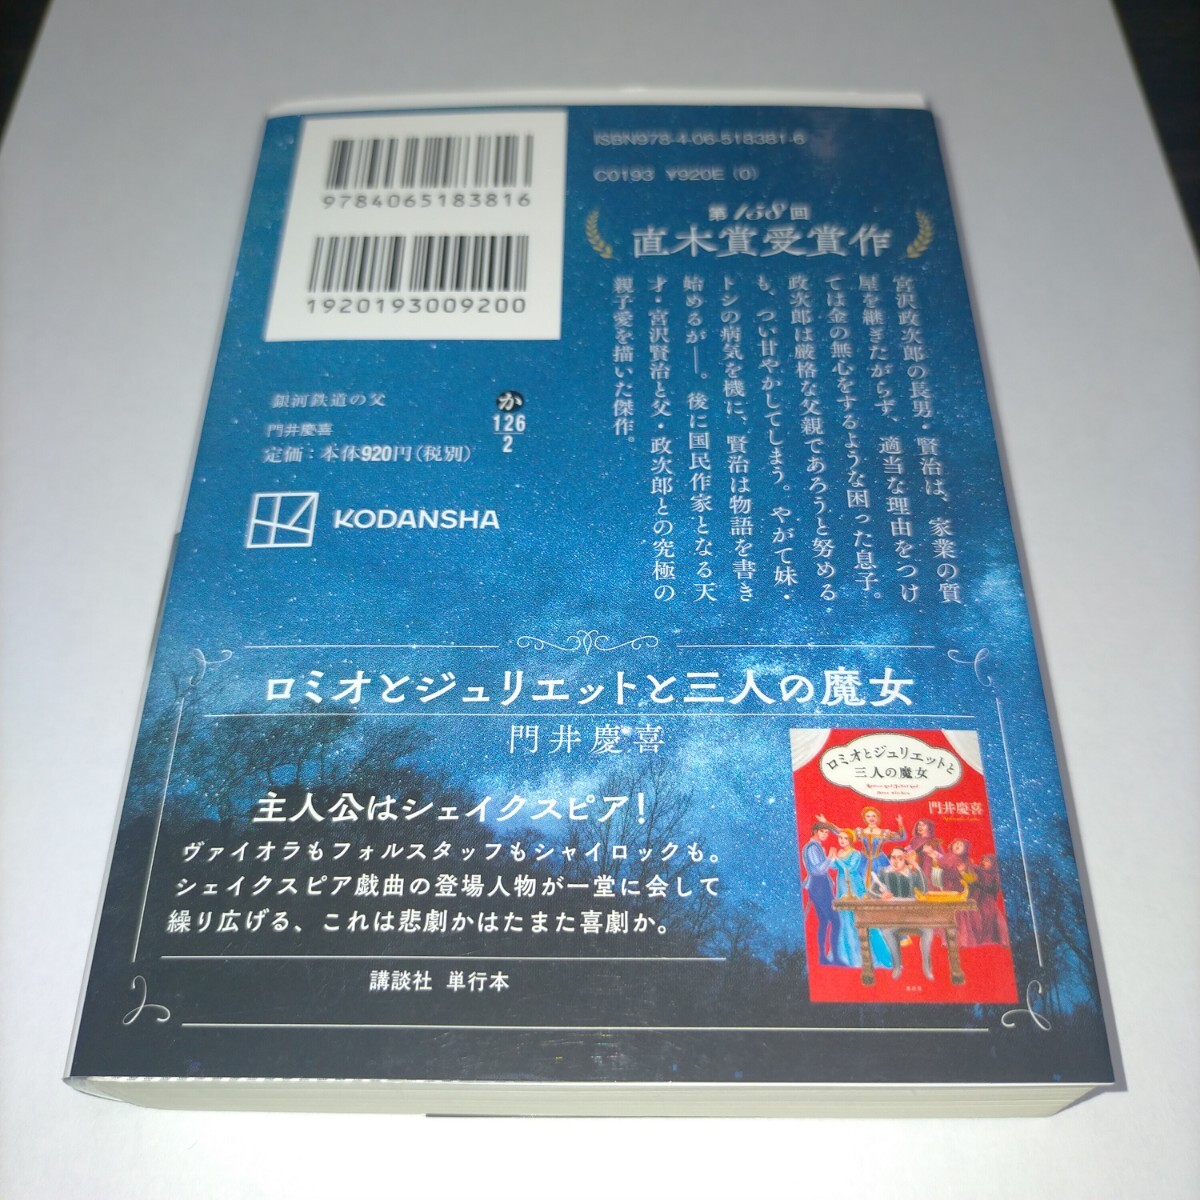 9784065183816
1920193009200
ISBN978-4-06-518381-6
C0193 ¥920E (0)
第158回
直木賞受賞作
宮沢政次郎の長男・賢治は、家業の質
屋を継ぎたがらず、適当な理由をつけ
ては金の無心をするような困った息子。
政次郎は厳格な父親であろうと努める
も、つい甘やかしてしまう。やがて妹・
トシの病気を機に、賢治は物語を書き
始めるが――。後に国民作家となる天
才・宮沢賢治と父・政次郎との究極の
親子愛を描いた傑作。
銀河鉄道の父
門井慶喜
定価：本体920円(税別)
か
126
2
KODANSHA
ロミオとジュリエットと三人の魔女
門井慶喜
主人公はシェイクスピア！
ヴァイオラもフォルスタッフもシャイロックも。
シェイクスピア戯曲の登場人物が一堂に会して
繰り広げる、これは悲劇かはたまた喜劇か。
講談社 単行本
ロミオとジュリエットと
三人の魔女
門井慶喜